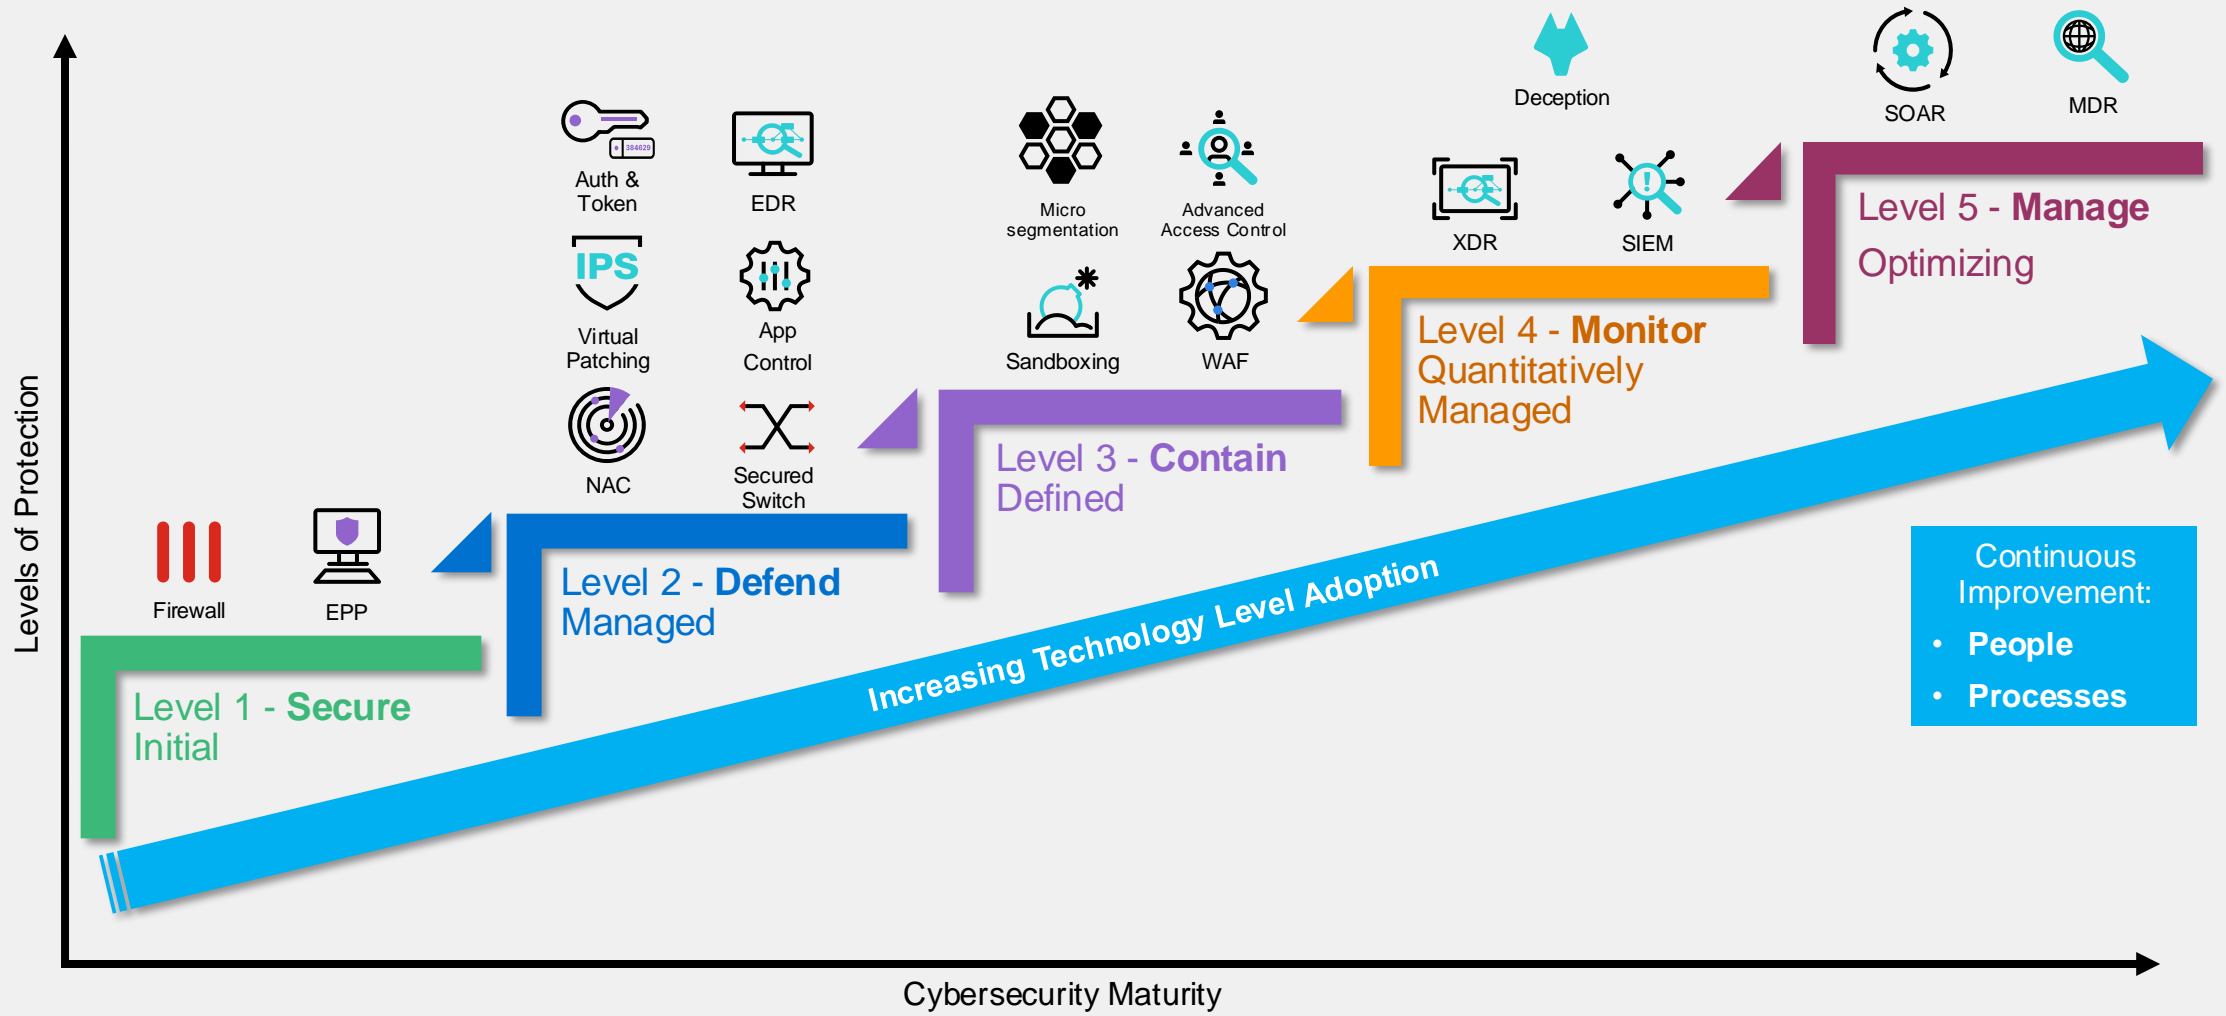 Levels of Protection
Firewall
EPP
Level 1 - Secure
Initial
384629
Auth &
Token
EDR
IPS
Virtual
Patching
App
Control
NAC
Secured
Switch
Level 2 - Defend
Managed
Micro
segmentation
Advanced
Access Control
Sandboxing
WAF
Level 3 - Contain
Defined
Deception
XDR
SIEM
Level 4 - Monitor
Quantitatively
Managed
SOAR
MDR
Level 5 - Manage
Optimizing
Increasing Technology Level Adoption
Continuous
Improvement:
• People
• Processes
Cybersecurity Maturity